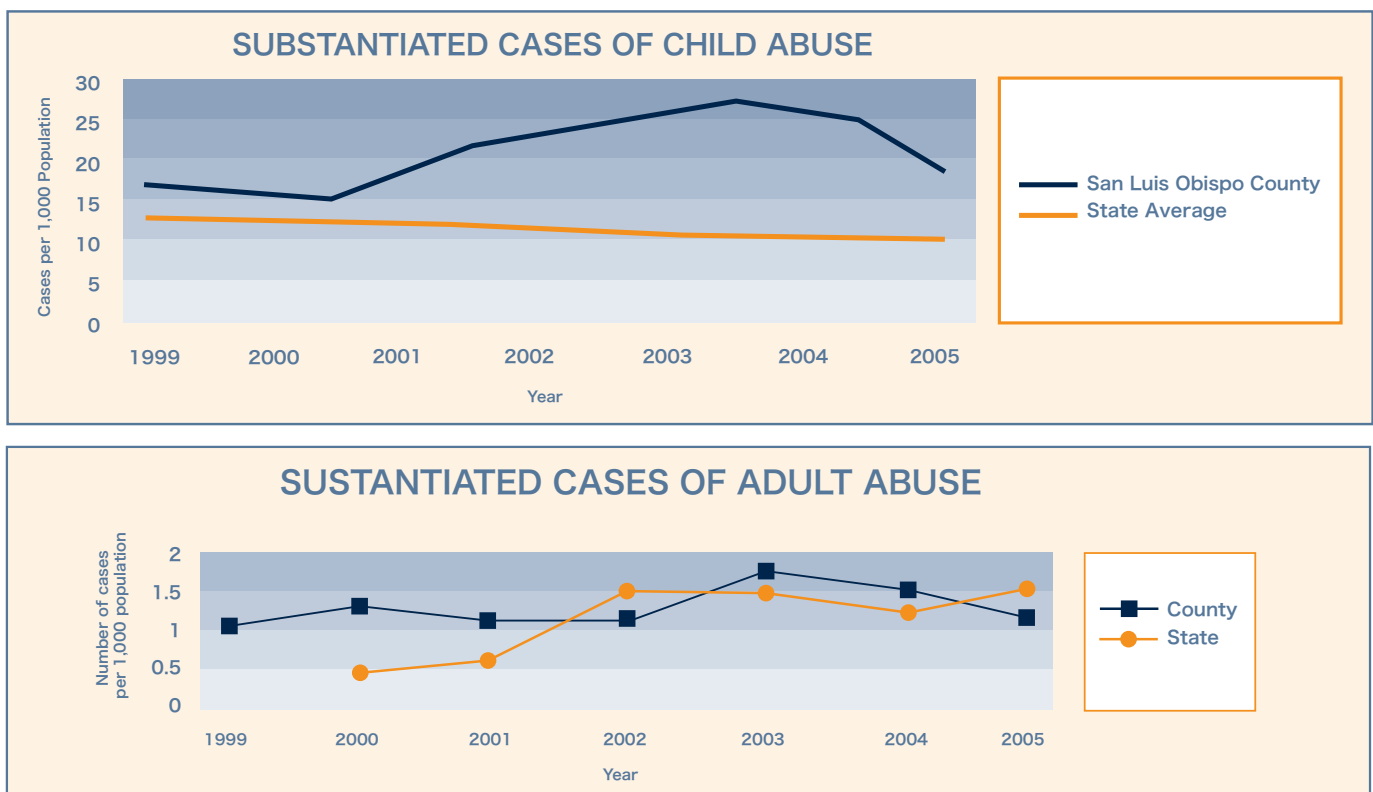 SUBSTANTIATED CASES OF CHILD ABUSE
Cases per 1,000 Population
30
25
20
15
10
5
0
1999 2000 2001 2002 2003 2004 2005
Year
San Luis Obispo County
State Average
SUSTANTIATED CASES OF ADULT ABUSE
Number of cases
per 1,000 population
2
1.5
1
0.5
0
1999 2000 2001 2002 2003 2004 2005
Year
County
State